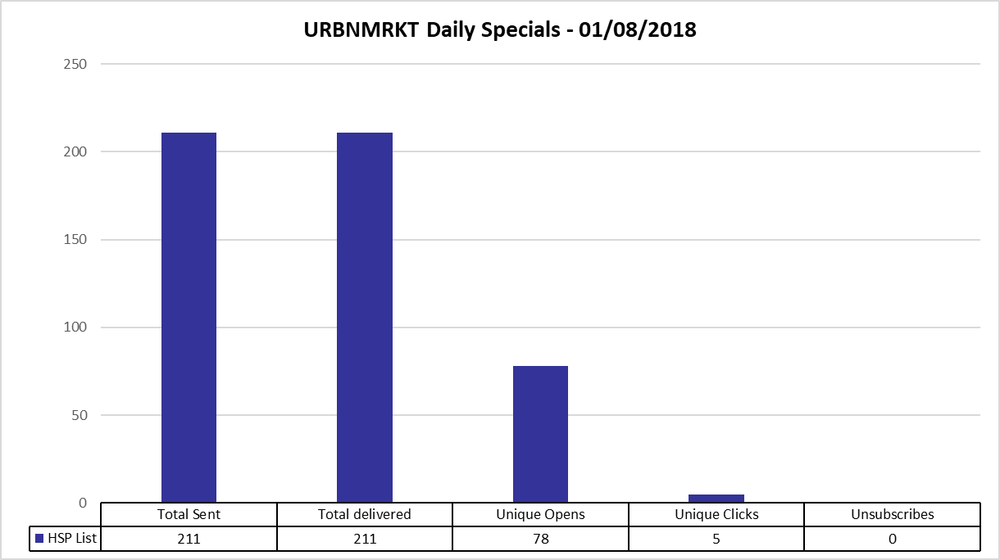 URBNMRKT Daily Specials - 01/08/2018
250
200
150
100
50
0
Total Sent Total delivered Unique Opens Unique Clicks Unsubscribes
HSP List 211 211 78 5 0